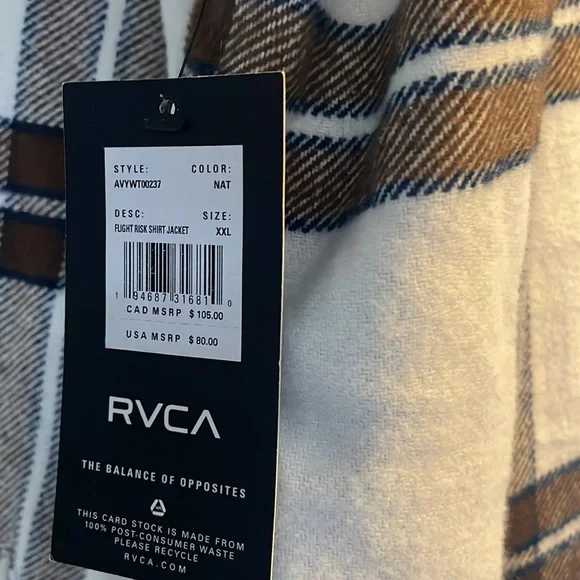 STYLE: COLOR:
AVYWT00237 NAT
DESC: SIZE:
FLIGHT RISK SHIRT JACKET XXL
1 94687 31681 0
CAD MSRP $ 105.00
USA MSRP $ 80.00
RVCA
THE BALANCE OF OPPOSITES
THIS CARD STOCK IS MADE FROM
100% POST-CONSUMER WASTE
PLEASE RECYCLE
RVCA.COM